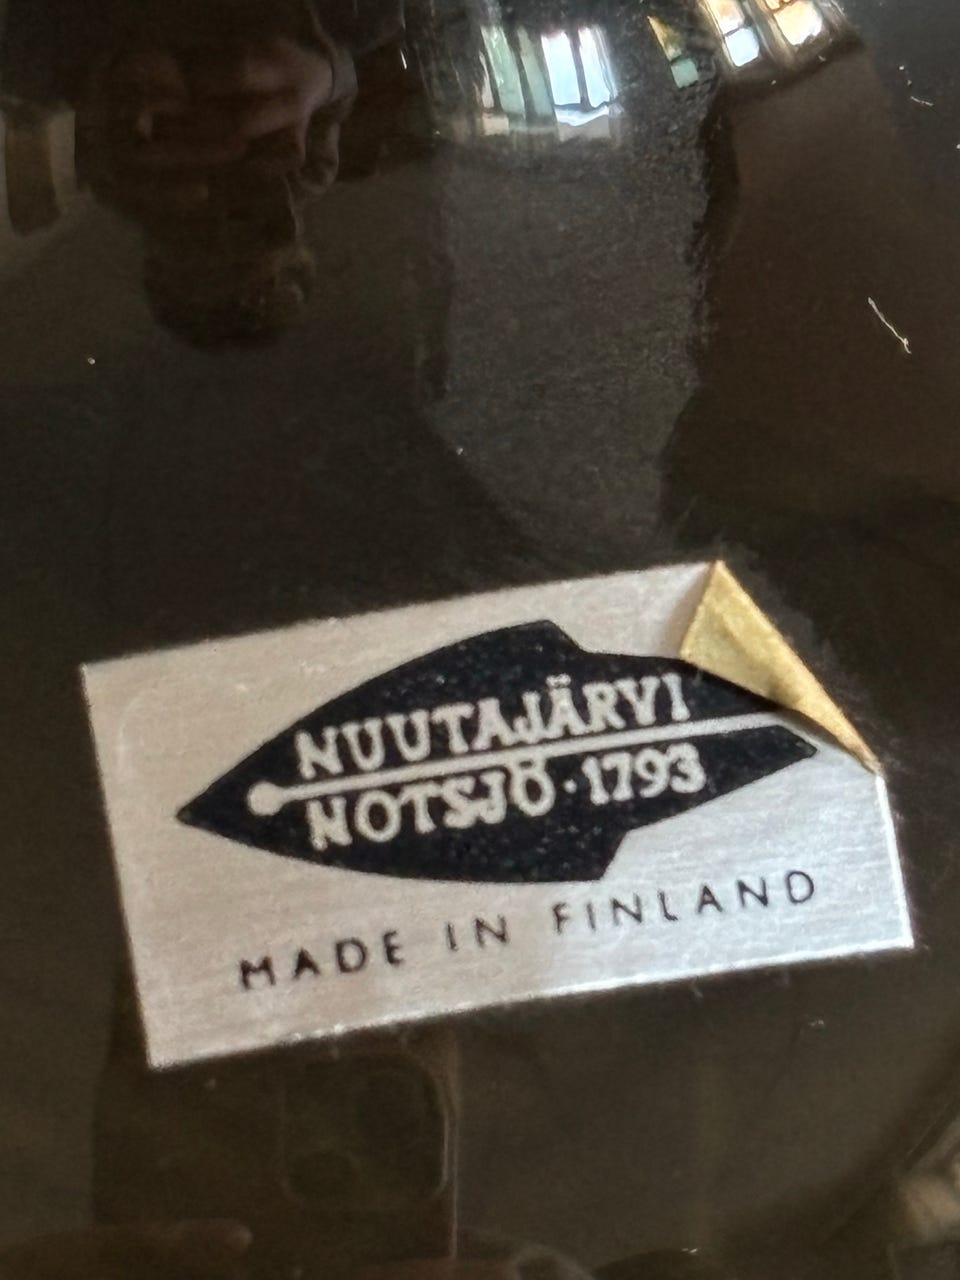 NUUTAJÄRVI
NOTSJÖ · 1793
MADE IN FINLAND